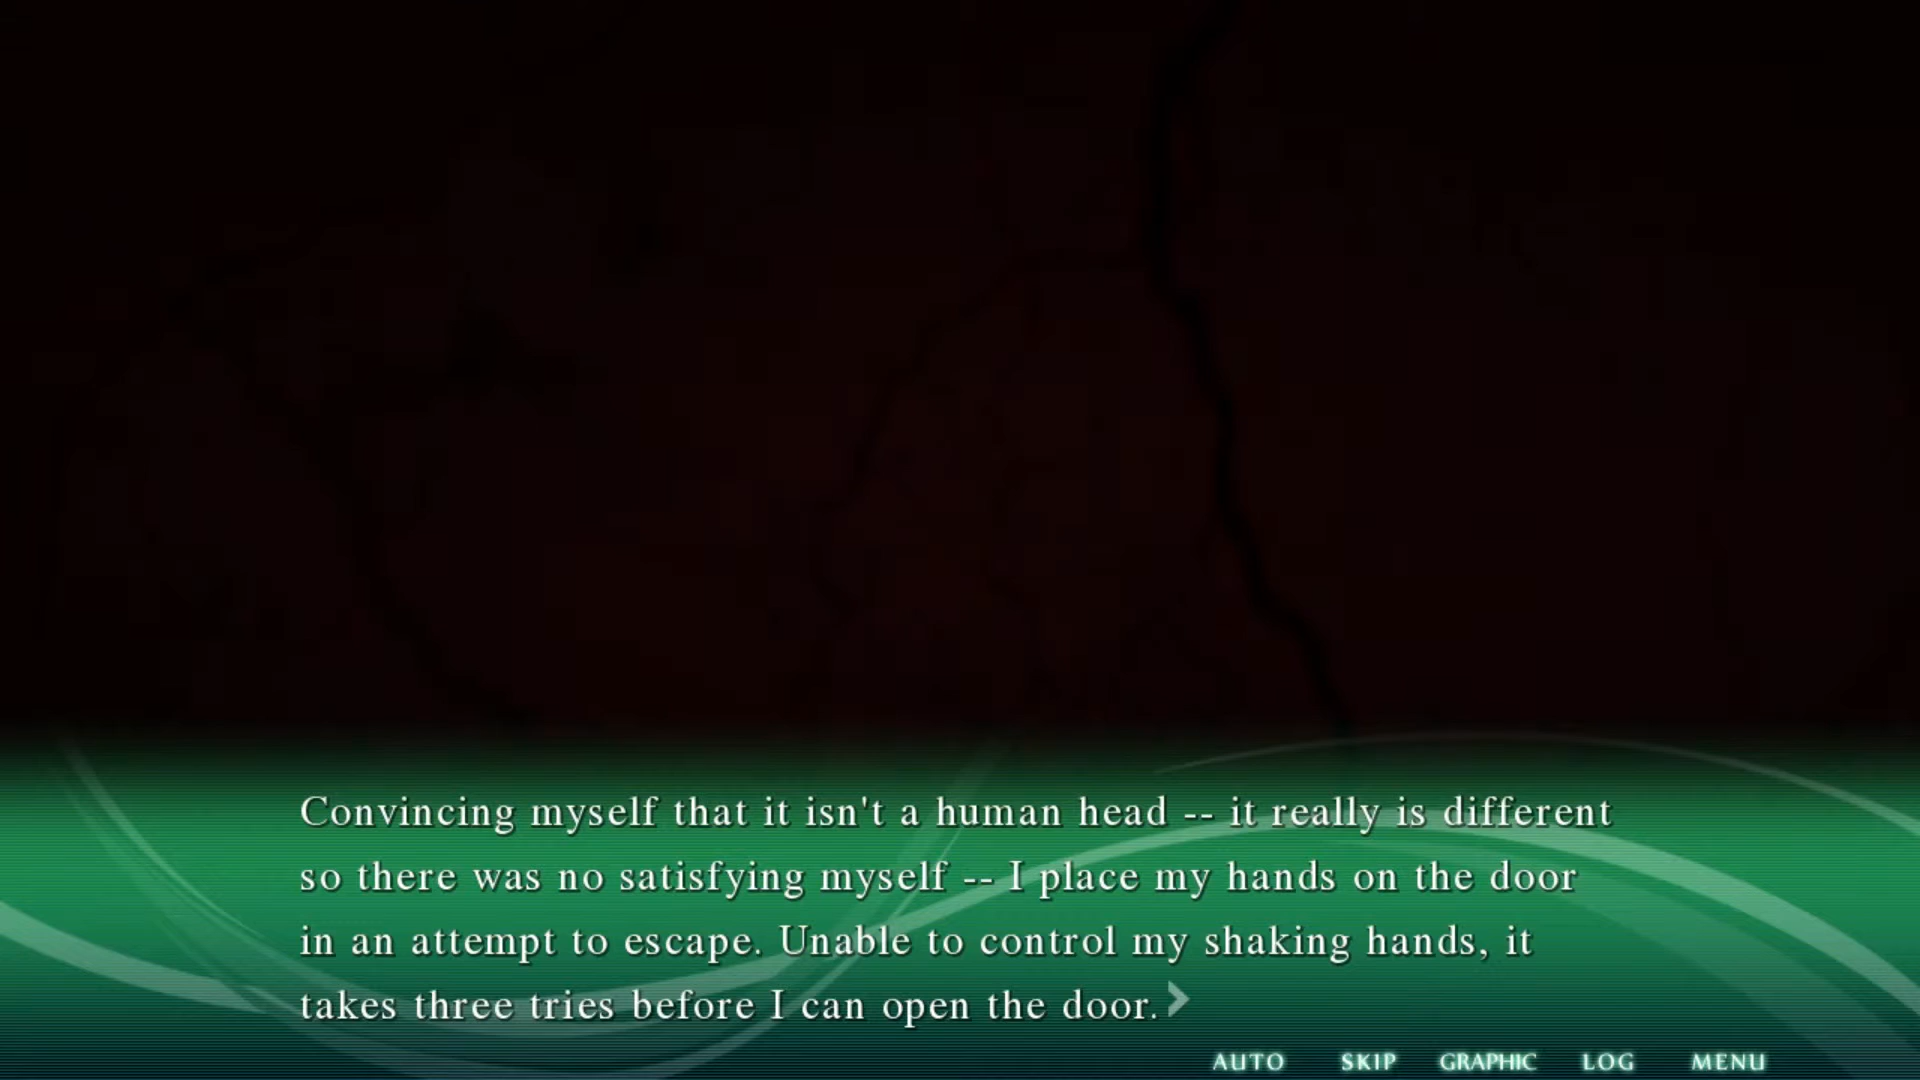 Convincing myself that it isn't a human head -- it really is different
so there was no satisfying myself -- I place my hands on the door
in an attempt to escape. Unable to control my shaking hands, it
takes three tries before I can open the door.
AUTO SKIP GRAPHIC LOG MENU